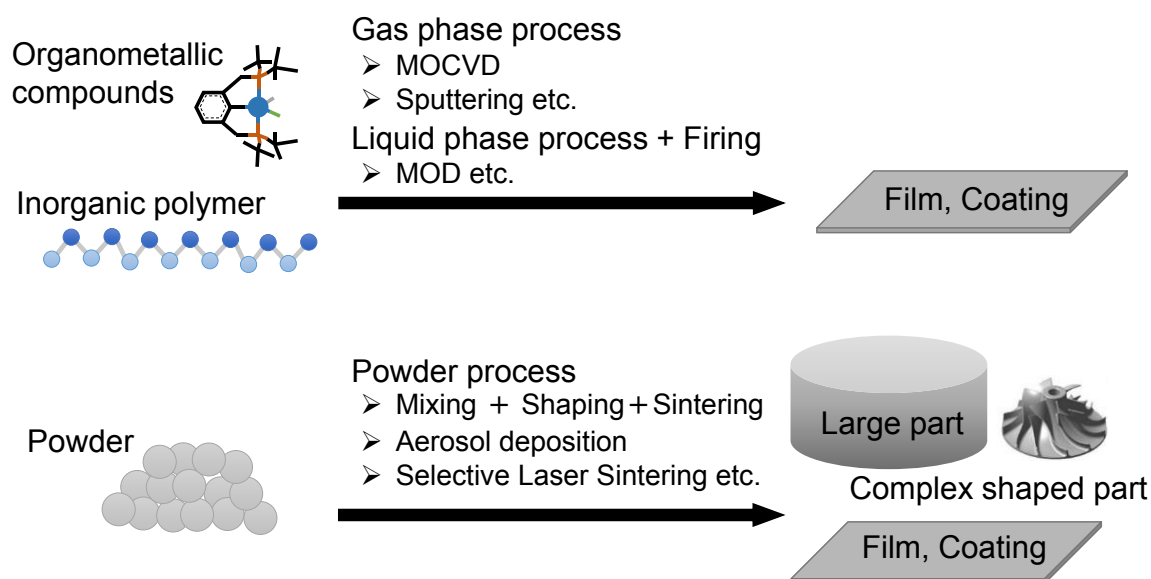 Organometallic
compounds
Gas phase process
➢ MOCVD
➢ Sputtering etc.
Liquid phase process + Firing
➢ MOD etc.
Inorganic polymer
Film, Coating
Powder process
➢ Mixing + Shaping+Sintering
➢ Aerosol deposition
➢ Selective Laser Sintering etc.
Powder
Large part
Complex shaped part
Film, Coating